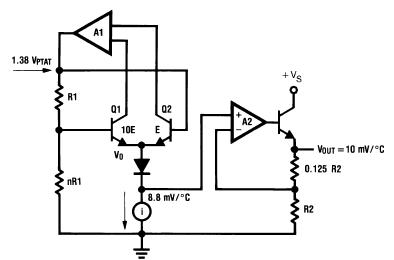 A1
1.38 VPTAT
+VS
R1
Q1
Q2
10E
E
A2
+
−
V0
VOUT = 10 mV/°C
0.125 R2
nR1
8.8 mV/°C
i
R2